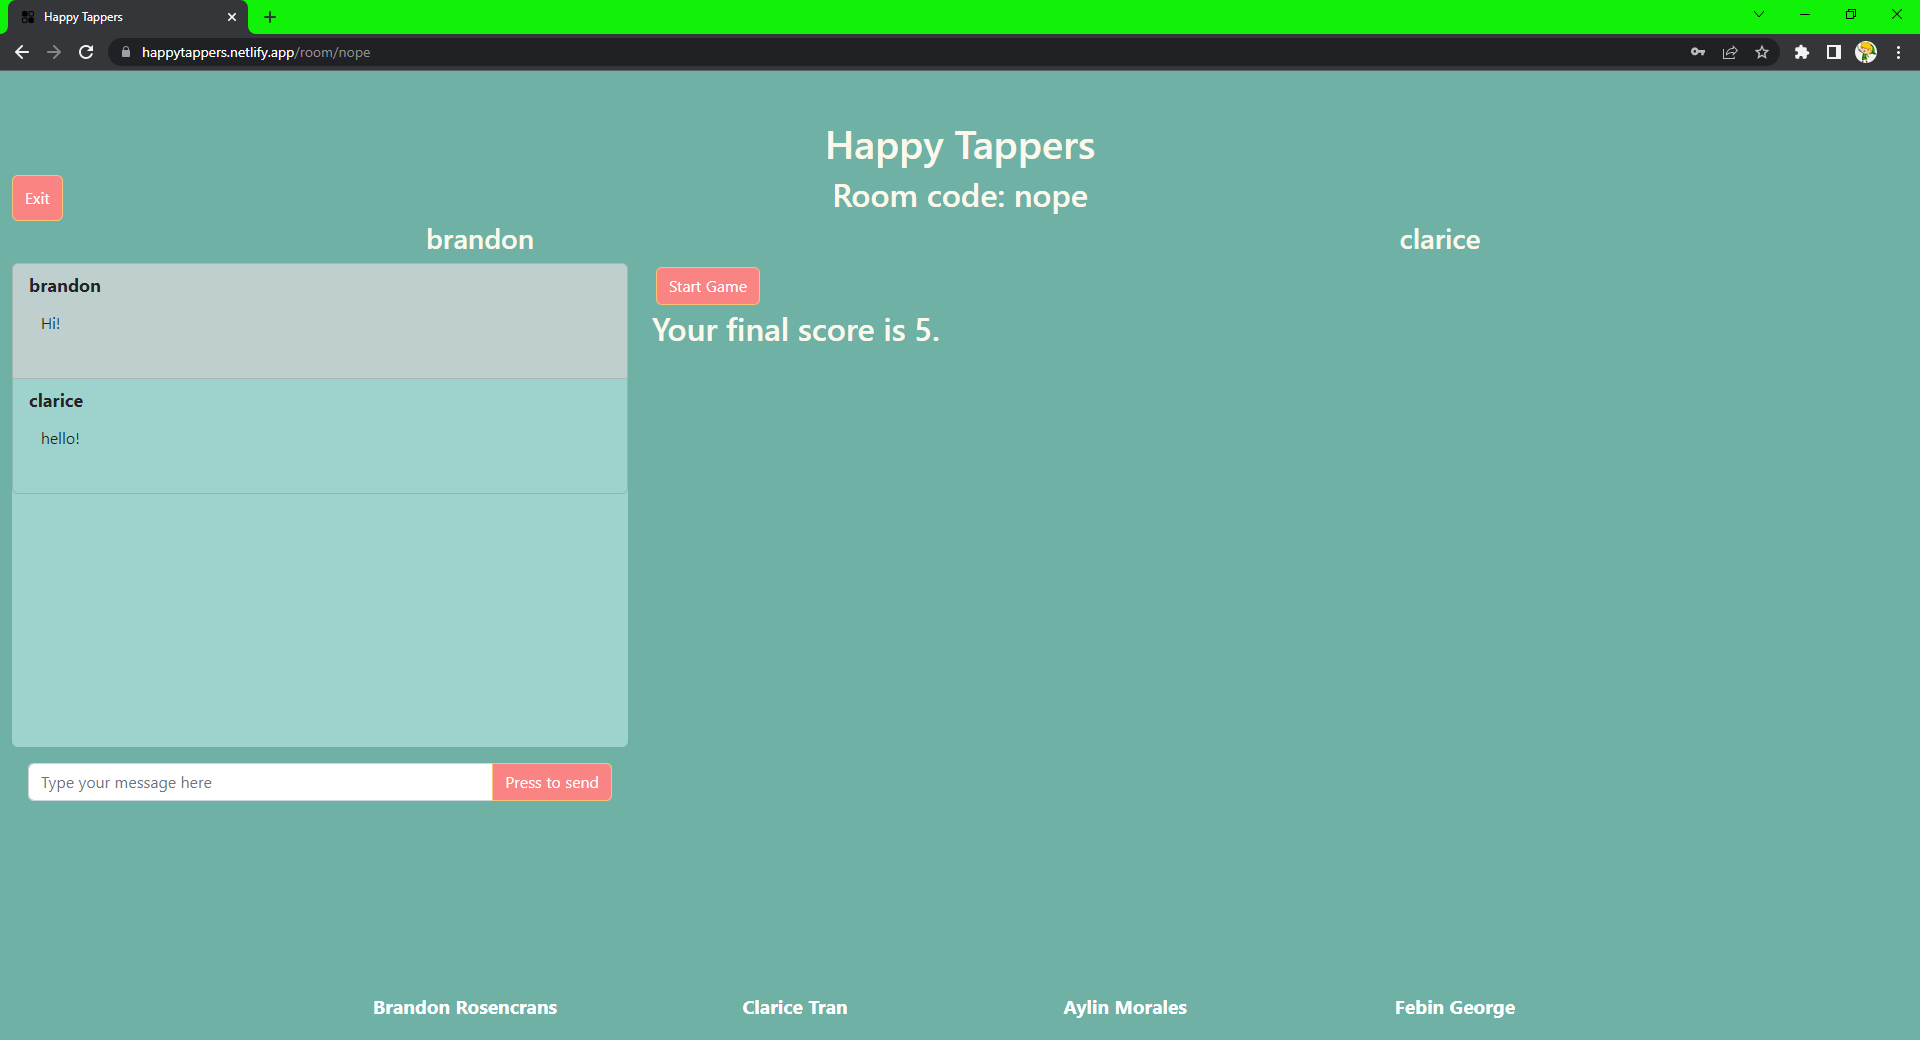 Happy Tappers
happytappers.netlify.app/room/nope
Happy Tappers
Exit
Room code: nope
brandon
clarice
brandon
Hi!
clarice
hello!
Start Game
Your final score is 5.
Type your message here
Press to send
Brandon Rosencrans
Clarice Tran
Aylin Morales
Febin George